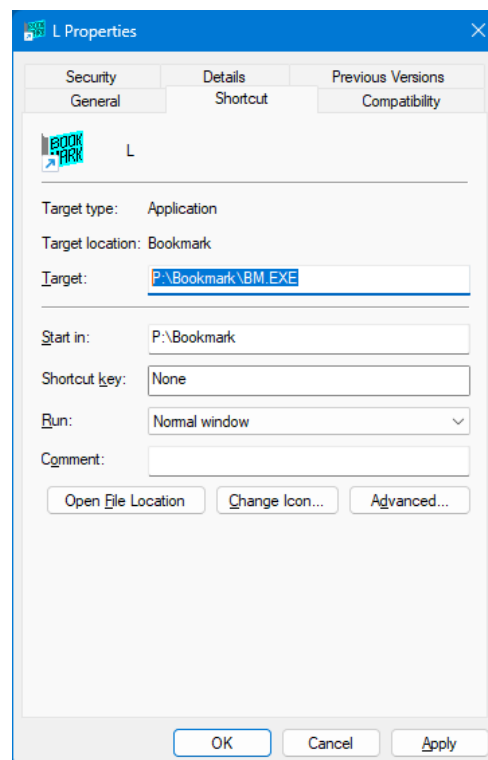 L Properties
Security Details Previous Versions
General Shortcut Compatibility
BOOK
MARK
L
Target type: Application
Target location: Bookmark
Target: P:\Bookmark\BM.EXE
Start in: P:\Bookmark
Shortcut key: None
Run: Normal window
Comment:
Open File Location Change Icon... Advanced...
OK Cancel Apply